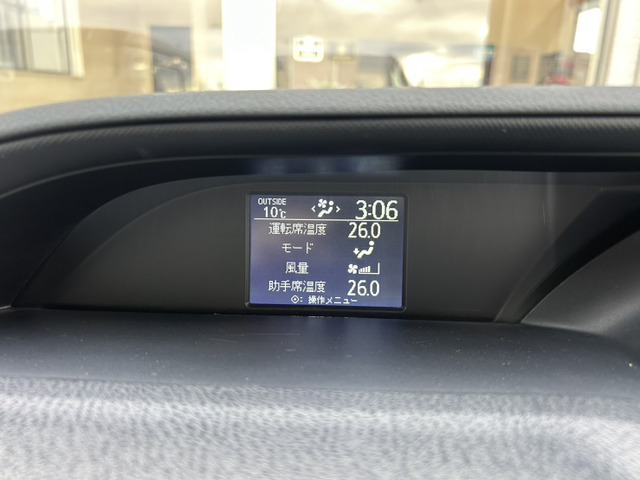 OUTSIDE
10℃ 3:06
運転席温度 26.0
モード
風量
助手席温度 26.0
: 操作メニュー